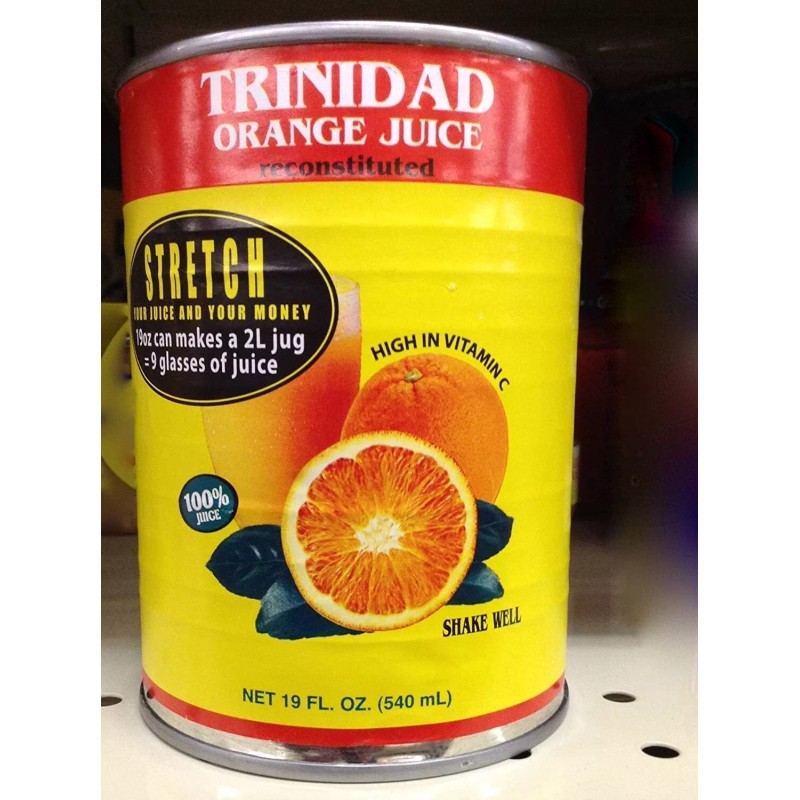 TRINIDAD
ORANGE JUICE
reconstituted
STRETCH
YOUR JUICE AND YOUR MONEY
19oz can makes a 2L jug
=9 glasses of juice
HIGH IN VITAMIN C
100%
JUICE
SHAKE WELL
NET 19 FL. OZ. (540 mL)